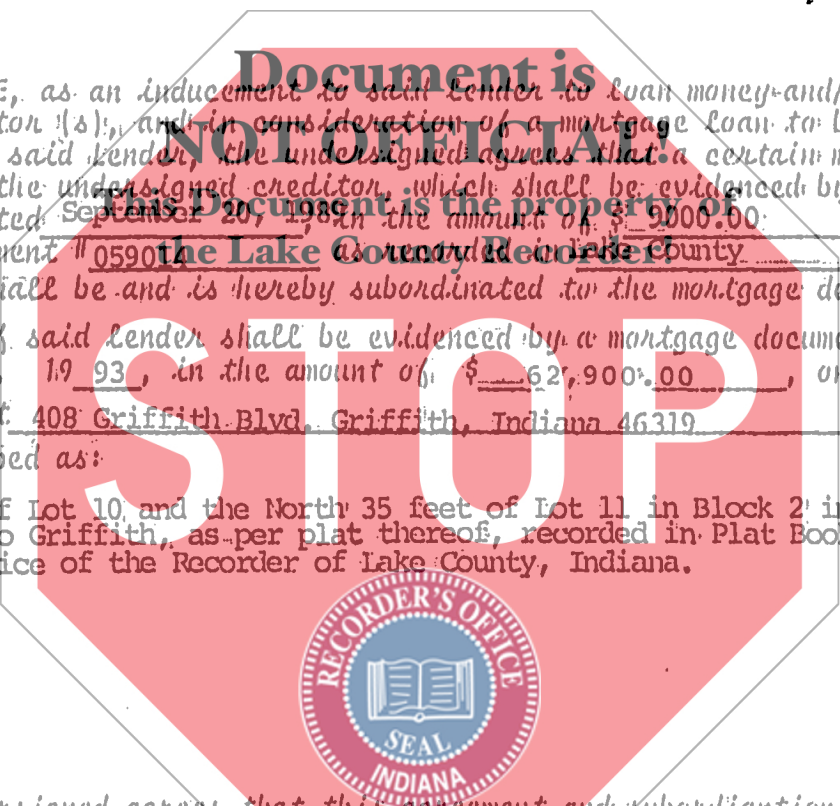 Document is
E, as an inducement to said Lender to loan money and/
tor (s), and in consideration of a mortgage loan to
NOT OFFICIAL!
said Lender, the undersigned agrees that a certain
the undersigned creditor, which shall be evidenced by
This Document is the property of
ted September 20, 1989, in the amount of $ 9000.00
the Lake County Recorder!
ment # as recorded in Lake County
all be and is hereby subordinated to the mortgage
said Lender shall be evidenced by a mortgage docum
19 93, in the amount of $ 62,900.00,
408 Griffith Blvd, Griffith, Indiana 46319
bed as:
STOP
f Lot 10 and the North 35 feet of Lot 11 in Block 2 in
o Griffith, as per plat thereof, recorded in Plat Boo
ice of the Recorder of Lake County, Indiana.
RECORDER'S OFFICE
SEAL
INDIANA
that this agreement and